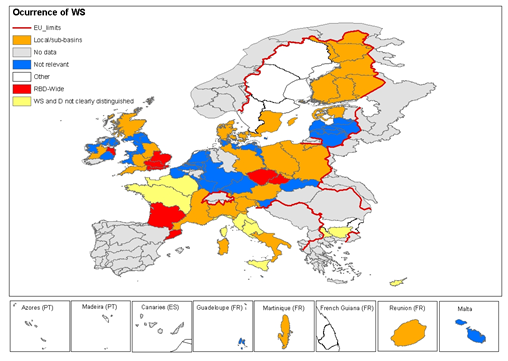 Ocurrence of WS
EU_limits
Local/sub-basins
No data
Not relevant
Other
RBD-Wide
WS and D not clearly distinguished
Azores (PT)
Madeira (PT)
Canarias (ES)
Guadeloupe (FR)
Martinique (FR)
French Guiana (FR)
Reunion (FR)
Malta